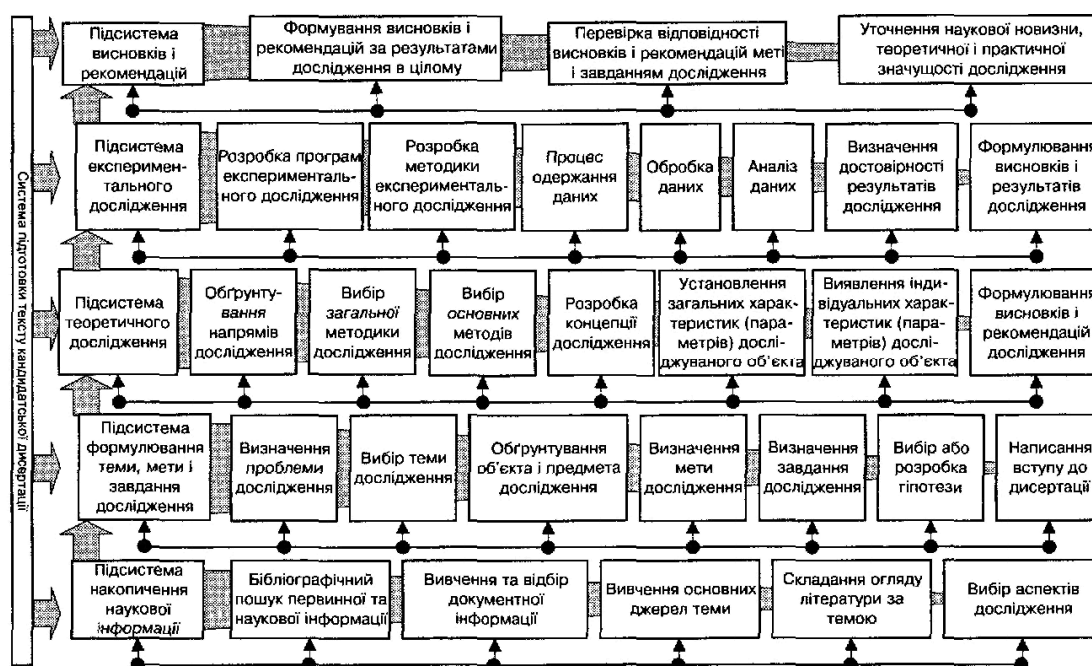 Система підготовки тексту кандидатської дисертації
Підсистема
висновків і
рекомендацій
Формування висновків
і рекомендацій за результатами
дослідження в цілому
Перевірка відповідності
висновків і рекомендацій меті
і завданням дослідження
Уточнення наукової новизни,
теоретичної і практичної
значущості дослідження
Підсистема
експеримен-
тального
дослідження
Розробка програм
експерименталь-
ного дослідження
Розробка
методики
експерименталь-
ного дослідження
Процес
одержання
даних
Обробка
даних
Аналіз
даних
Визначення
достовірності
результатів
дослідження
Формулювання
висновків і
результатів
дослідження
Підсистема
теоретичного
дослідження
Обґрунту-
вання
напрямів
дослідження
Вибір
загальної
методики
дослідження
Вибір
основних
методів
дослідження
Розробка
концепції
дослідження
Установлення
загальних харак-
теристик (пара-
метрів) дослі-
джуваного об’єкта
Виявлення інди-
відуальних харак-
теристик (пара-
метрів) дослі-
джуваного об’єкта
Формулювання
висновків і
рекомендацій
дослідження
Підсистема
формулювання
теми, мети і
завдання
дослідження
Визначення
проблеми
дослідження
Вибір теми
дослідження
Обґрунтування
об’єкта і предмета
дослідження
Визначення
мети
дослідження
Визначення
завдання
дослідження
Вибір або
розробка
гіпотези
Написання
вступу до
дисертації
Підсистема
накопичення
наукової
інформації
Бібліографічний
пошук первинної та
наукової інформації
Вивчення та відбір
документної
інформації
Вивчення основних
джерел теми
Складання огляду
літератури за
темою
Вибір аспектів
дослідження